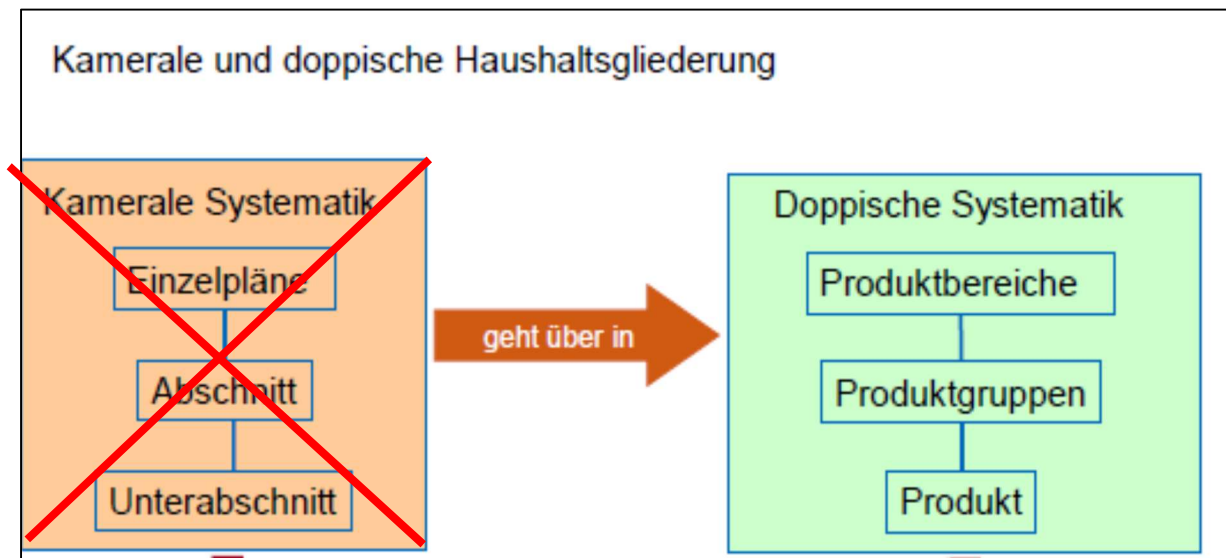 Kamerale und doppische Haushaltsgliederung
Kamerale Systematik
Einzelpläne
Abschnitt
Unterabschnitt
geht über in
Doppische Systematik
Produktbereiche
Produktgruppen
Produkt